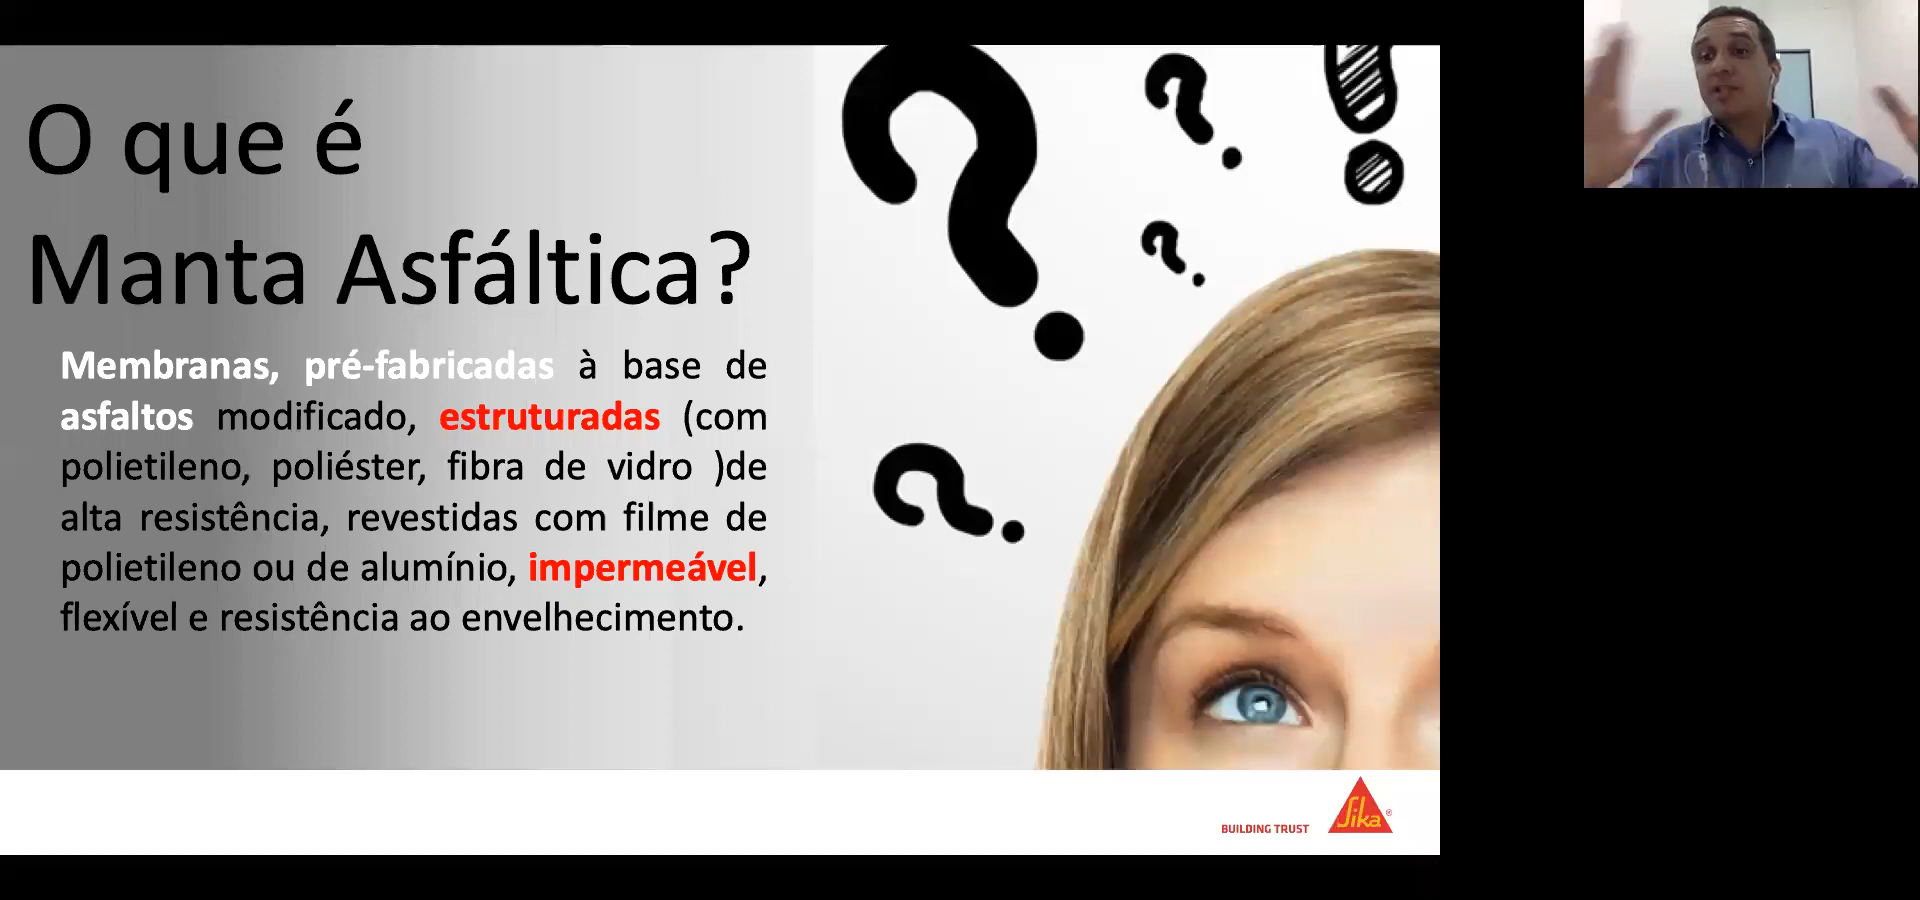 O que é
Manta Asfáltica?
Membranas, pré-fabricadas à base de
asfaltos modificado, estruturadas (com
polietileno, poliéster, fibra de vidro )de
alta resistência, revestidas com filme de
polietileno ou de alumínio, impermeável,
flexível e resistência ao envelhecimento.
BUILDING TRUST
Sika®